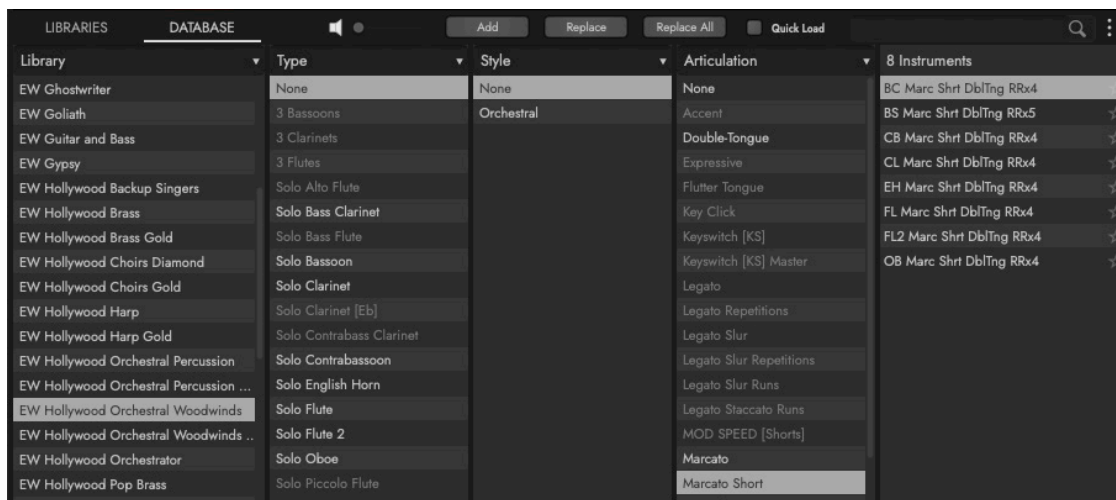 LIBRARIES DATABASE Add Replace Replace All Quick Load
Library Type Style Articulation 8 Instruments
EW Ghostwriter None None None BC Marc Shrt DblTng RRx4
EW Goliath 3 Bassoons Orchestral Accent BS Marc Shrt DblTng RRx5
EW Guitar and Bass 3 Clarinets Double-Tongue CB Marc Shrt DblTng RRx4
EW Gypsy 3 Flutes Expressive CL Marc Shrt DblTng RRx4
EW Hollywood Backup Singers Solo Alto Flute Flutter Tongue EH Marc Shrt DblTng RRx4
EW Hollywood Brass Solo Bass Clarinet Key Click FL Marc Shrt DblTng RRx4
EW Hollywood Brass Gold Solo Bass Flute Keyswitch [KS] FL2 Marc Shrt DblTng RRx4
EW Hollywood Choirs Diamond Solo Bassoon Keyswitch [KS] Master OB Marc Shrt DblTng RRx4
EW Hollywood Choirs Gold Solo Clarinet Legato
EW Hollywood Harp Solo Clarinet [Eb] Legato Repetitions
EW Hollywood Harp Gold Solo Contrabass Clarinet Legato Slur
EW Hollywood Orchestral Percussion Solo Contrabassoon Legato Slur Repetitions
EW Hollywood Orchestral Percussion ... Solo English Horn Legato Slur Runs
EW Hollywood Orchestral Woodwinds Solo Flute Legato Staccato Runs
EW Hollywood Orchestral Woodwinds .. Solo Flute 2 MOD SPEED [Shorts]
EW Hollywood Orchestrator Solo Oboe Marcato
EW Hollywood Pop Brass Solo Piccolo Flute Marcato Short